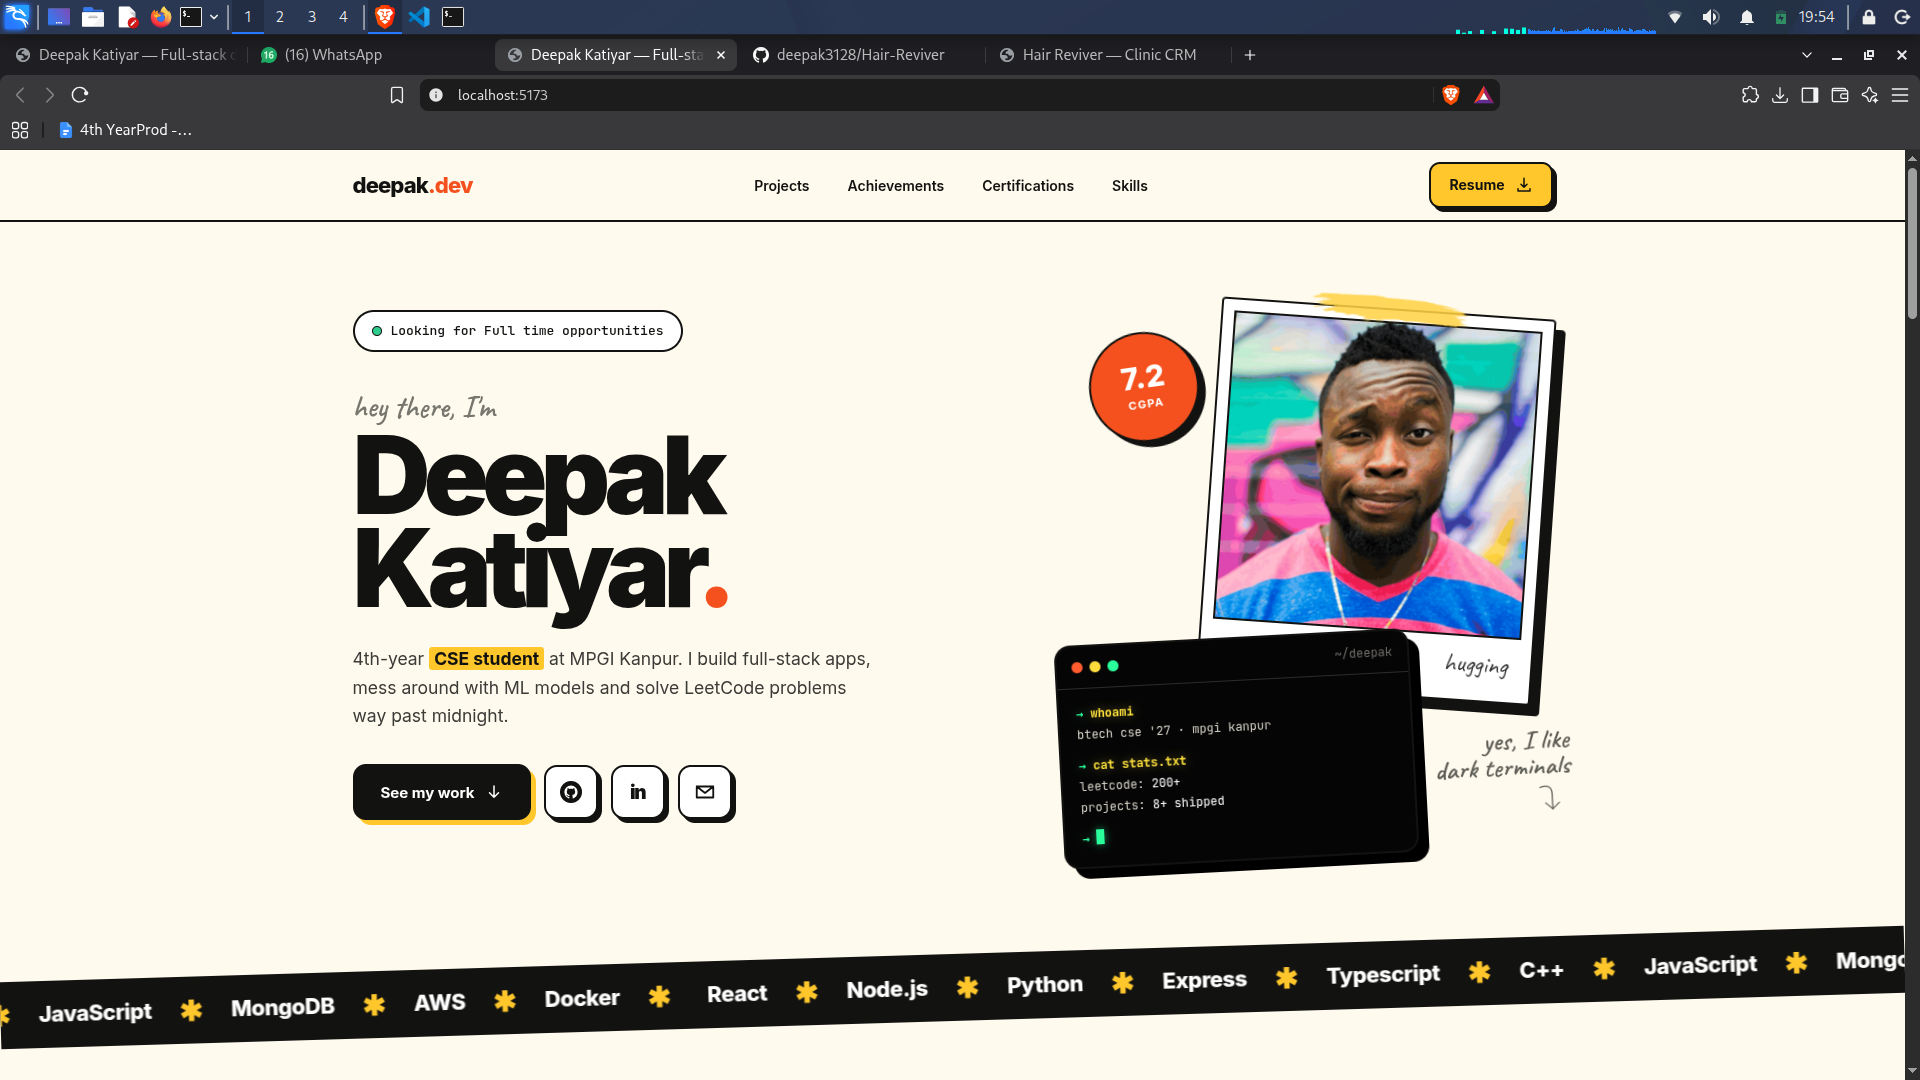 1 2 3 4
19:54
Deepak Katiyar — Full-stack
(16) WhatsApp
Deepak Katiyar — Full-sta
deepak3128/Hair-Reviver
Hair Reviver — Clinic CRM
localhost:5173
4th YearProd -...
deepak.dev
Projects
Achievements
Certifications
Skills
Resume
Looking for Full time opportunities
hey there, I'm
Deepak
Katiyar.
4th-year CSE student at MPGI Kanpur. I build full-stack apps,
mess around with ML models and solve LeetCode problems
way past midnight.
See my work ↓
in
7.2
CGPA
hugging
~/deepak
→ whoami
btech cse '27 · mpgi kanpur
→ cat stats.txt
leetcode: 200+
projects: 8+ shipped
→
yes, I like
dark terminals
JavaScript ✱ MongoDB ✱ AWS ✱ Docker ✱ React ✱ Node.js ✱ Python ✱ Express ✱ Typescript ✱ C++ ✱ JavaScript ✱ Mongo